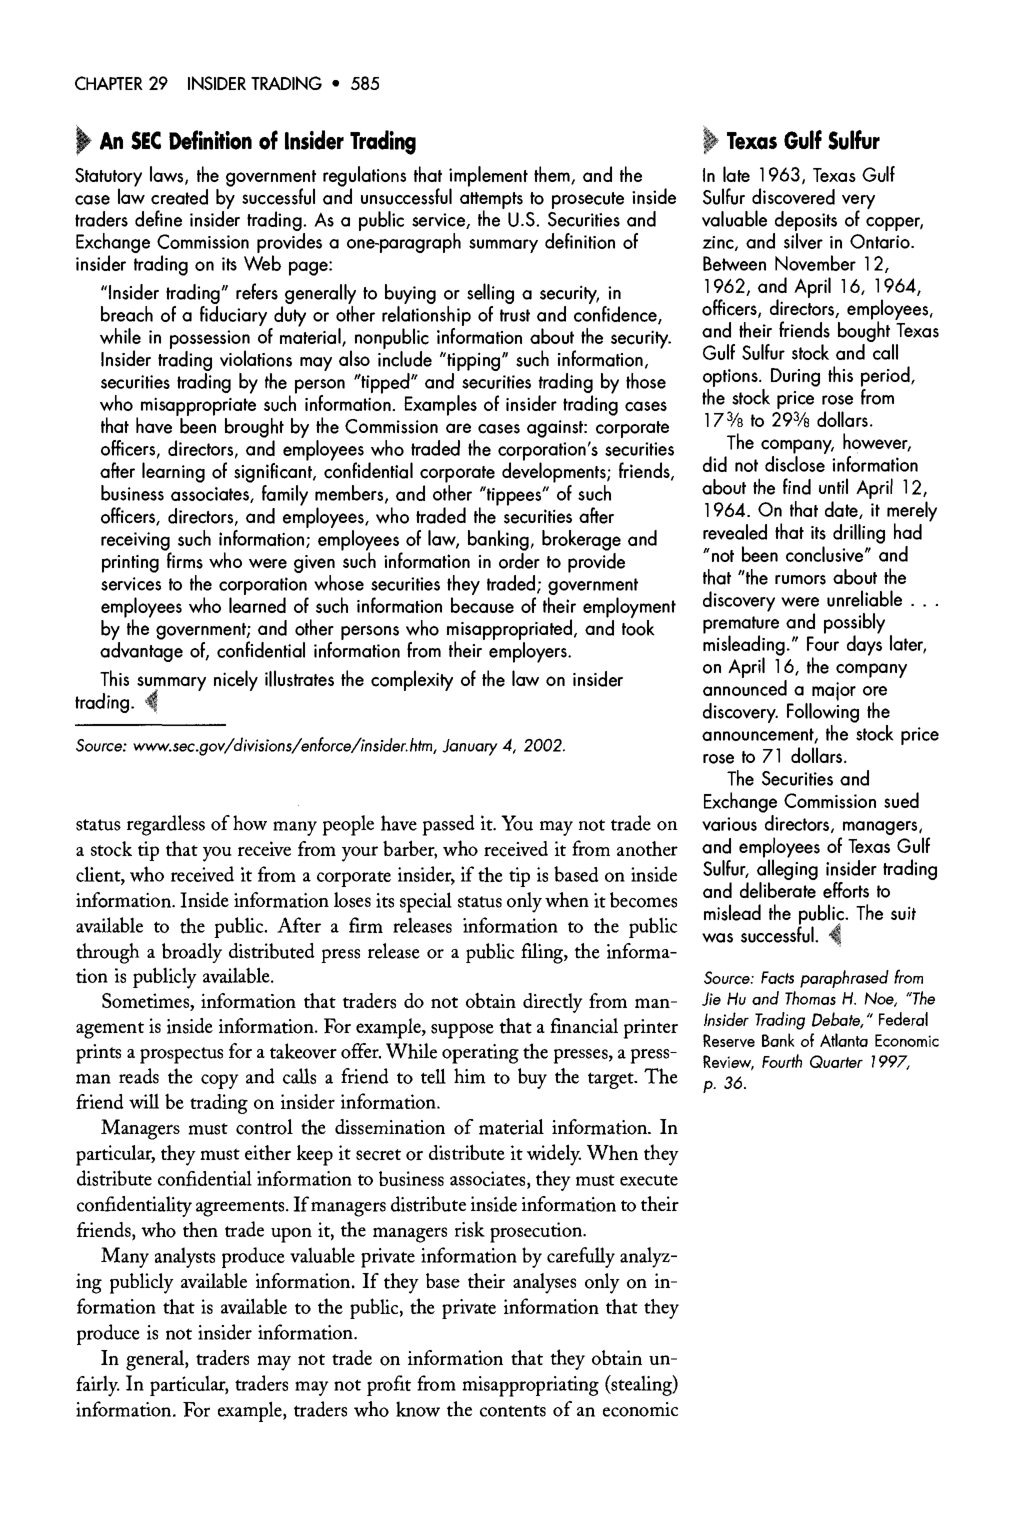 CHAPTER 29 INSIDER TRADING • 585
An SEC Definition of Insider Trading
Statutory laws, the government regulations that implement them, and the
case law created by successful and unsuccessful attempts to prosecute inside
traders define insider trading. As a public service, the U.S. Securities and
Exchange Commission provides a one-paragraph summary definition of
insider trading on its Web page:
"Insider trading" refers generally to buying or selling a security, in
breach of a fiduciary duty or other relationship of trust and confidence,
while in possession of material, nonpublic information about the security.
Insider trading violations may also include "tipping" such information,
securities trading by the person "tipped" and securities trading by those
who misappropriate such information. Examples of insider trading cases
that have been brought by the Commission are cases against: corporate
officers, directors, and employees who traded the corporation's securities
after learning of significant, confidential corporate developments; friends,
business associates, family members, and other "tippees" of such
officers, directors, and employees, who traded the securities after
receiving such information; employees of law, banking, brokerage and
printing firms who were given such information in order to provide
services to the corporation whose securities they traded; government
employees who learned of such information because of their employment
by the government; and other persons who misappropriated, and took
advantage of, confidential information from their employers.
This summary nicely illustrates the complexity of the law on insider
trading.
Source: www.sec.gov/divisions/enforce/insider.htm, January 4, 2002.
status regardless of how many people have passed it. You may not trade on
a stock tip that you receive from your barber, who received it from another
client, who received it from a corporate insider, if the tip is based on inside
information. Inside information loses its special status only when it becomes
available to the public. After a firm releases information to the public
through a broadly distributed press release or a public filing, the informa-
tion is publicly available.
Sometimes, information that traders do not obtain directly from man-
agement is inside information. For example, suppose that a financial printer
prints a prospectus for a takeover offer. While operating the presses, a press-
man reads the copy and calls a friend to tell him to buy the target. The
friend will be trading on insider information.
Managers must control the dissemination of material information. In
particular, they must either keep it secret or distribute it widely. When they
distribute confidential information to business associates, they must execute
confidentiality agreements. If managers distribute inside information to their
friends, who then trade upon it, the managers risk prosecution.
Many analysts produce valuable private information by carefully analyz-
ing publicly available information. If they base their analyses only on in-
formation that is available to the public, the private information that they
produce is not insider information.
In general, traders may not trade on information that they obtain un-
fairly. In particular, traders may not profit from misappropriating (stealing)
information. For example, traders who know the contents of an economic
Texas Gulf Sulfur
In late 1963, Texas Gulf
Sulfur discovered very
valuable deposits of copper,
zinc, and silver in Ontario.
Between November 12,
1962, and April 16, 1964,
officers, directors, employees,
and their friends bought Texas
Gulf Sulfur stock and call
options. During this period,
the stock price rose from
17⅜ to 29⅜ dollars.
The company, however,
did not disclose information
about the find until April 12,
1964. On that date, it merely
revealed that its drilling had
"not been conclusive" and
that "the rumors about the
discovery were unreliable . . .
premature and possibly
misleading." Four days later,
on April 16, the company
announced a major ore
discovery. Following the
announcement, the stock price
rose to 71 dollars.
The Securities and
Exchange Commission sued
various directors, managers,
and employees of Texas Gulf
Sulfur, alleging insider trading
and deliberate efforts to
mislead the public. The suit
was successful.
Source: Facts paraphrased from
Jie Hu and Thomas H. Noe, "The
Insider Trading Debate," Federal
Reserve Bank of Atlanta Economic
Review, Fourth Quarter 1997,
p. 36.